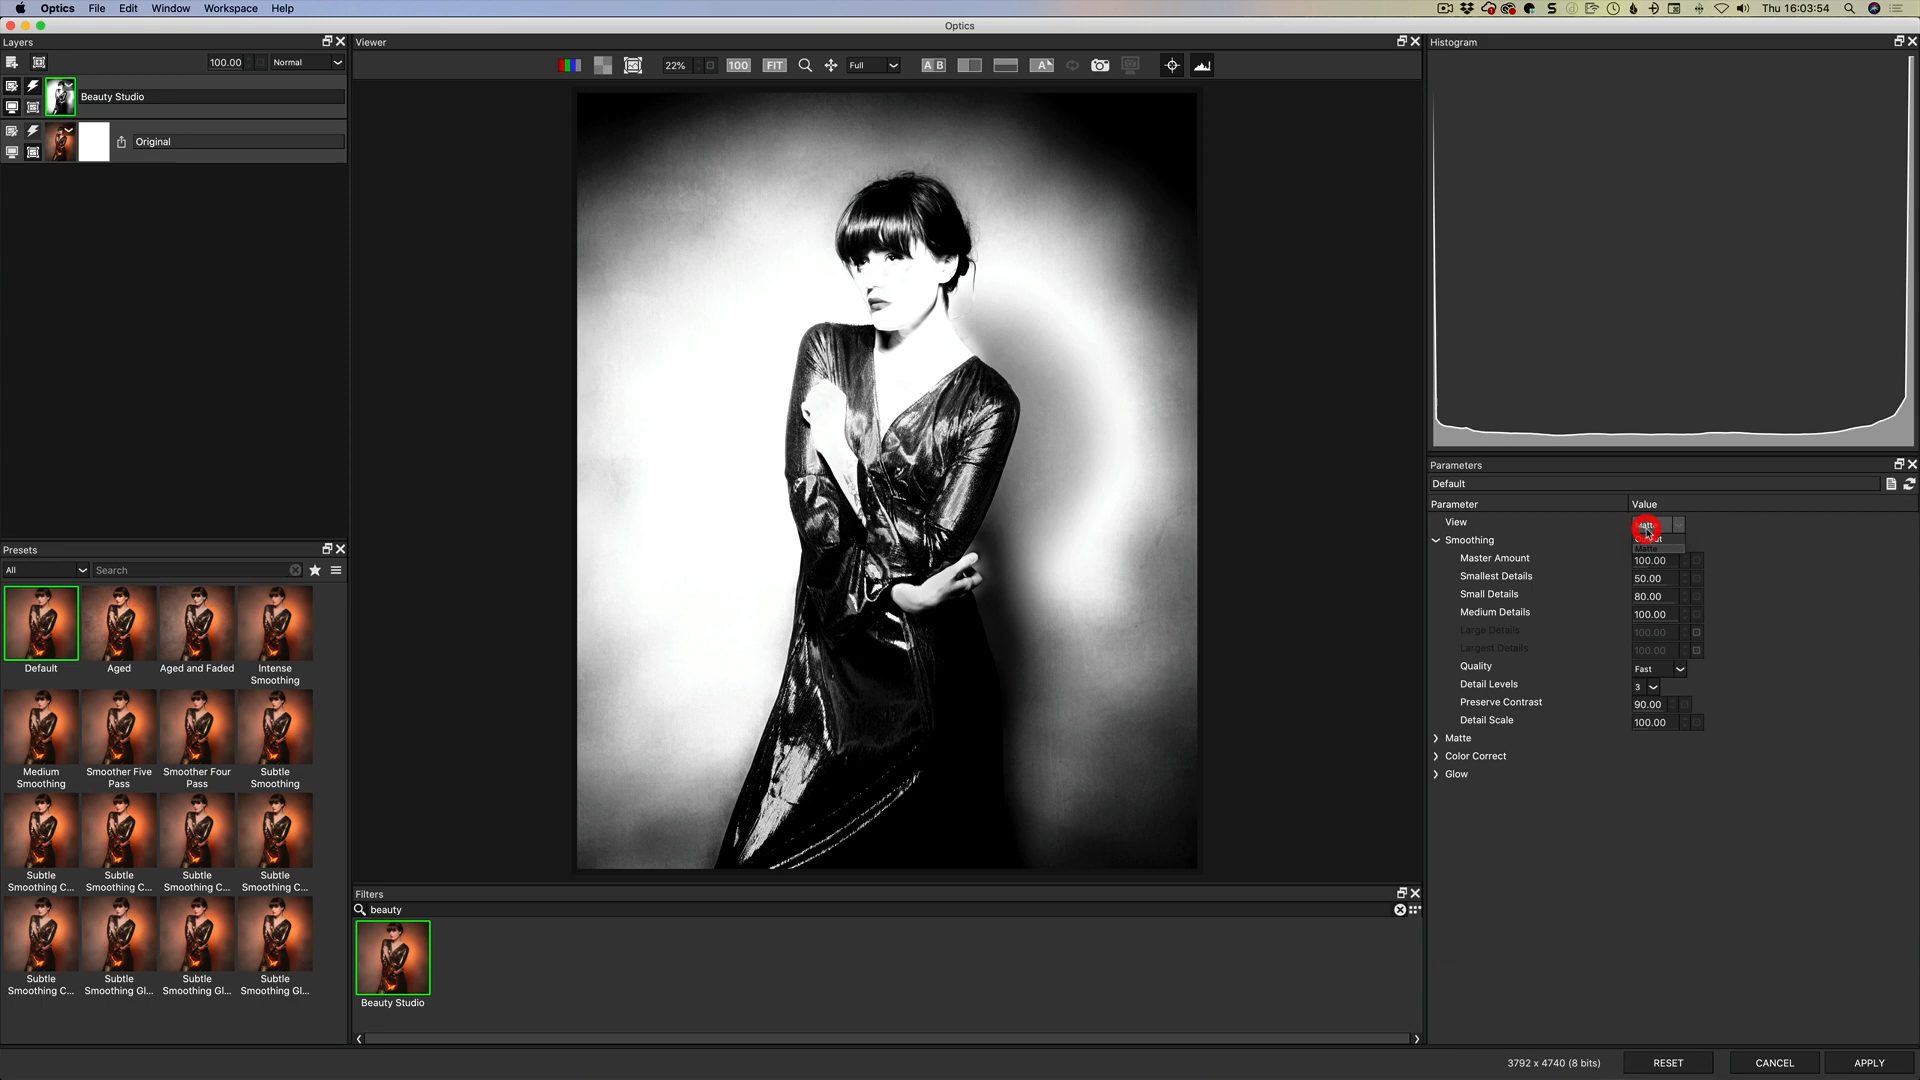 Optics File Edit Window Workspace Help
Thu 16:03:54
Optics
Layers
100.00 Normal
Beauty Studio
Original
Viewer
22% 100 FIT Full A B A
Histogram
Parameters
Default
Parameter Value
View
Smoothing
Matte
Master Amount 100.00
Smallest Details 50.00
Small Details 80.00
Medium Details 100.00
Large Details 100.00
Largest Details 100.00
Quality Fast
Detail Levels 3
Preserve Contrast 90.00
Detail Scale 100.00
Matte
Color Correct
Glow
Presets
All Search
Default Aged Aged and Faded Intense
Smoothing
Medium Smoother Five Smoother Four Subtle
Smoothing Pass Pass Smoothing
Subtle Subtle Subtle Subtle
Smoothing C... Smoothing C... Smoothing C... Smoothing C...
Subtle Subtle Subtle Subtle
Smoothing C... Smoothing Gl... Smoothing Gl... Smoothing Gl...
Filters
beauty
Beauty Studio
3792 x 4740 (8 bits) RESET CANCEL APPLY